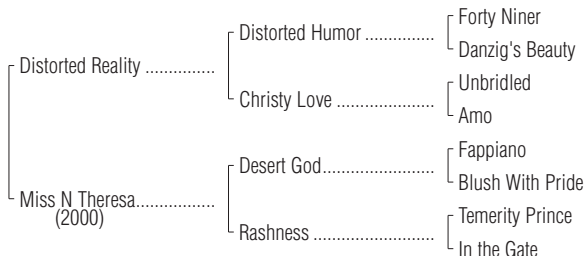 Forty Niner
Distorted Humor ..............
Danzig's Beauty
Distorted Reality ...............
Unbridled
Christy Love ....................
Amo
Fappiano
Desert God.......................
Blush With Pride
Miss N Theresa.................
(2000)
Temerity Prince
Rashness .........................
In the Gate